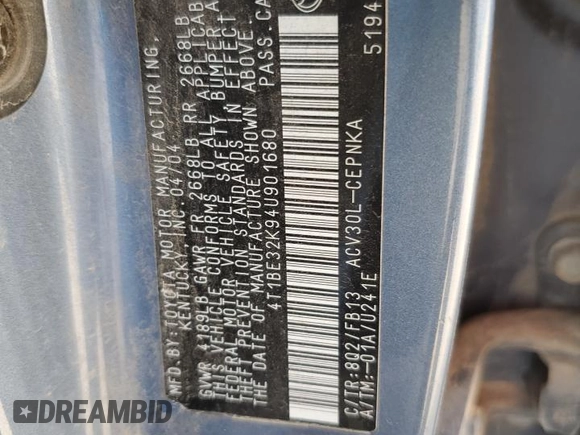 MFD.BY:TOYOTA MOTOR MANUFACTURING,
KENTUCKY INC 04/04
GVWR 4189LB GAWR FR 2668LB RR 2668LB
THIS VEHICLE CONFORMS TO ALL APPLICAB
FEDERAL MOTOR VEHICLE SAFETY BUMPER A
THEFT PREVENTION STANDARDS IN EFFECT
THE DATE OF MANUFACTURE SHOWN ABOVE.
4T1BE32K94U901680 PASS.CA
5194
C/TR:8Q2/FB13 ACV30L-CEPNKA
A/TM:-01A/U241E
DREAMBID